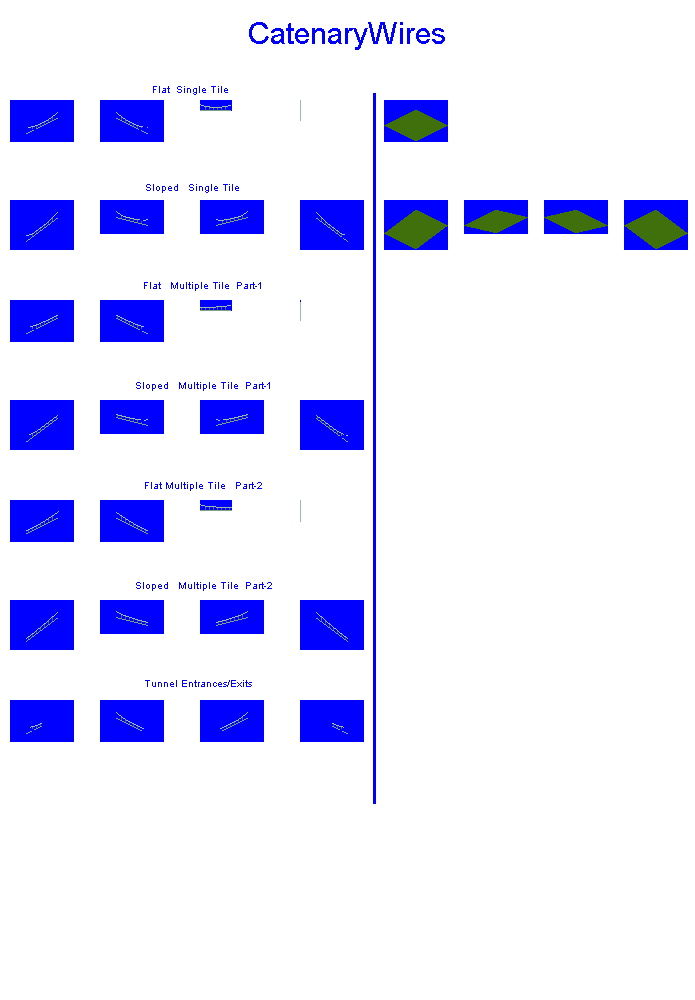 CatenaryWires
Flat Single Tile
Sloped Single Tile
Flat Multiple Tile Part-1
Sloped Multiple Tile Part-1
Flat Multiple Tile Part-2
Sloped Multiple Tile Part-2
Tunnel Entrances/Exits